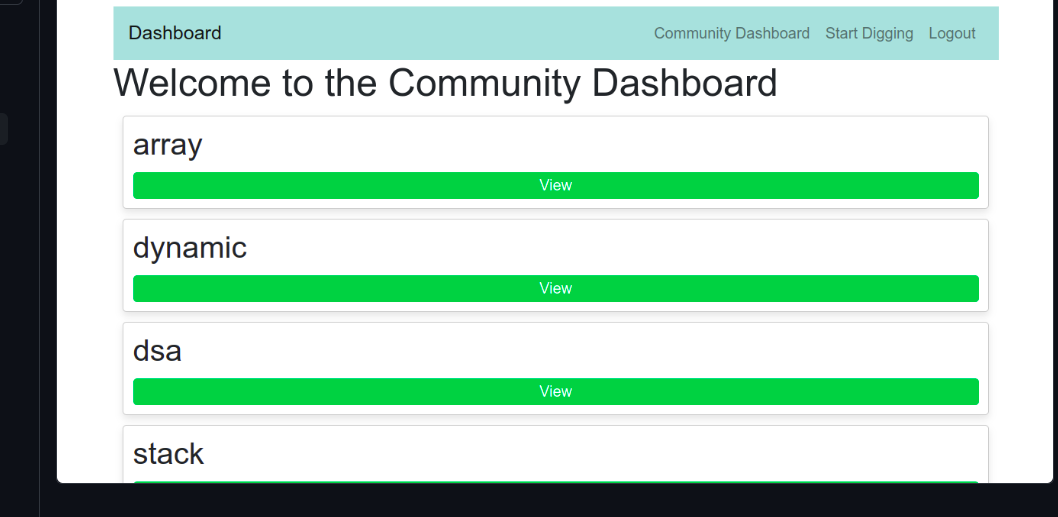 Dashboard Community Dashboard Start Digging Logout
Welcome to the Community Dashboard
array
View
dynamic
View
dsa
View
stack